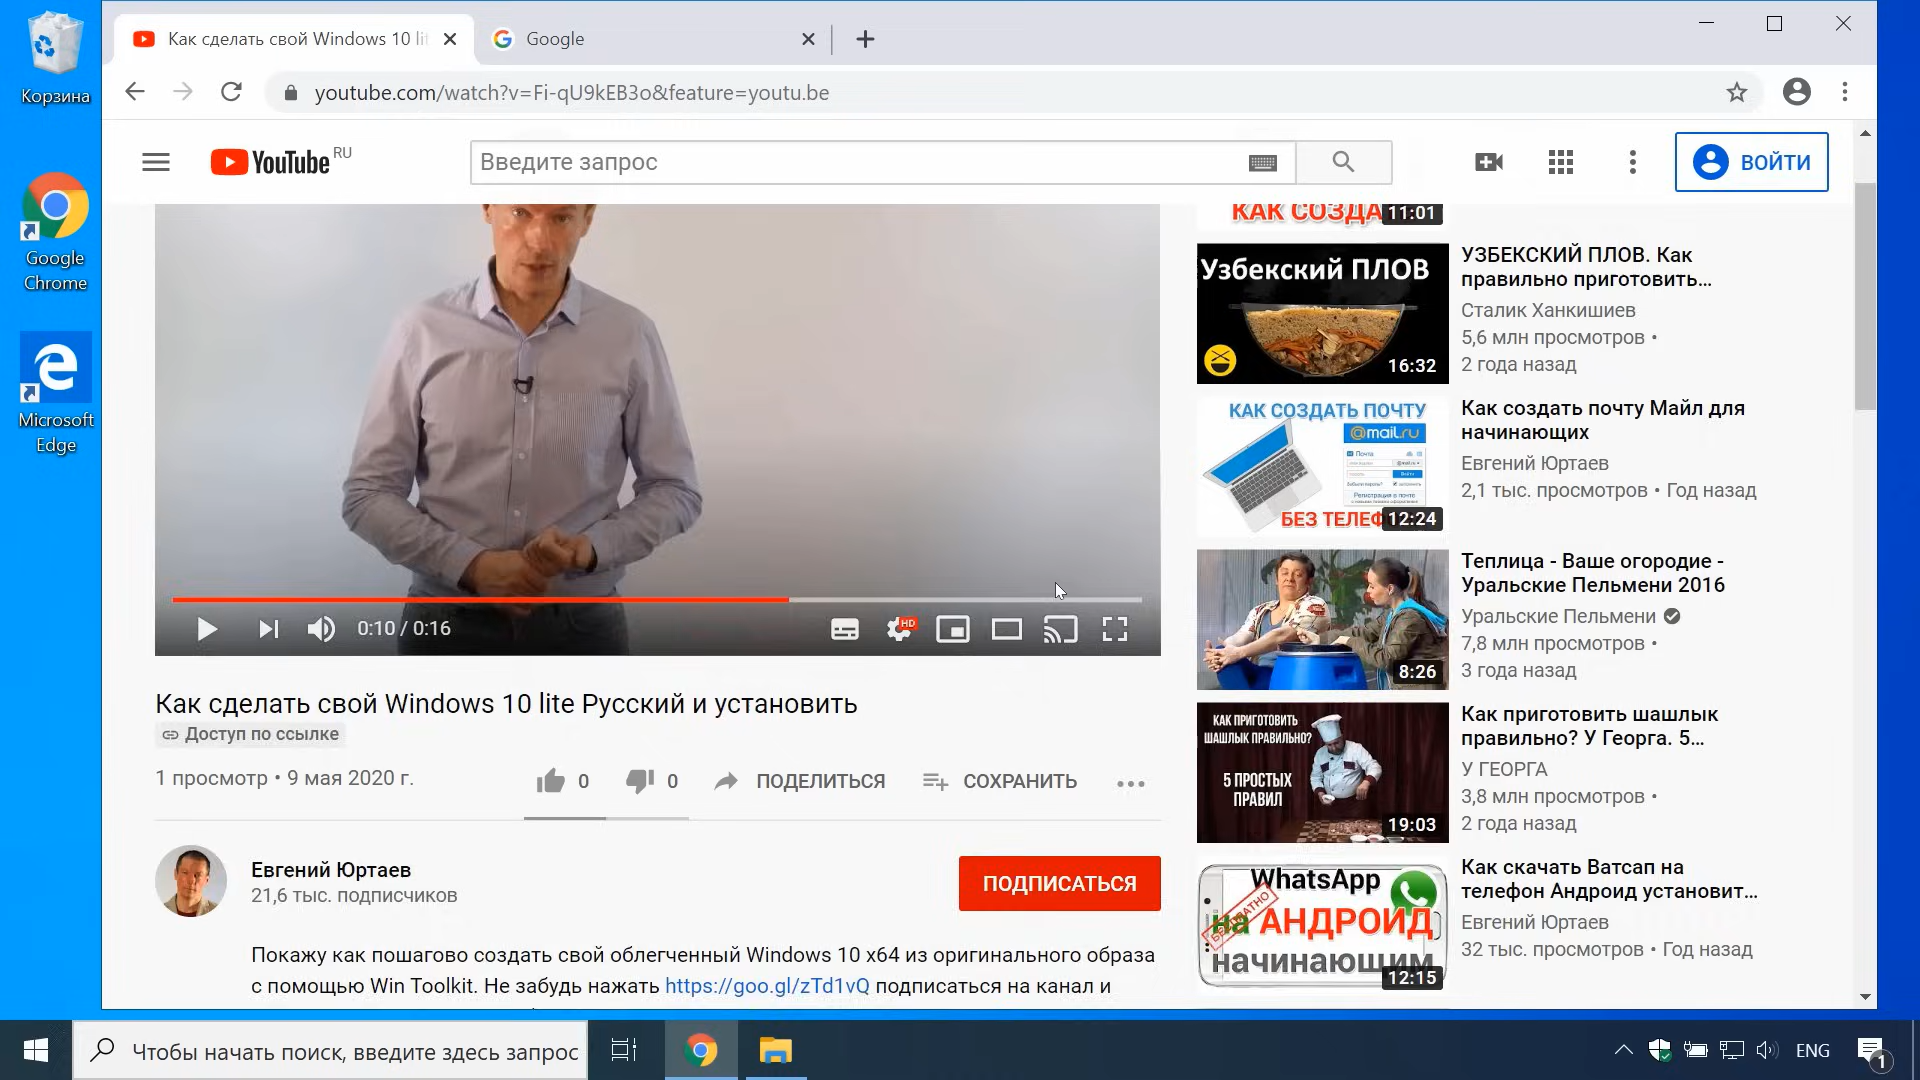 Корзина
Google
Chrome
Microsoft
Edge
Как сделать свой Windows 10 lit
Google
youtube.com/watch?v=Fi-qU9kEB3o&feature=youtu.be
YouTube RU
Введите запрос
ВОЙТИ
0:10 / 0:16
HD
Как сделать свой Windows 10 lite Русский и установить
Доступ по ссылке
1 просмотр • 9 мая 2020 г.
0
0
ПОДЕЛИТЬСЯ
СОХРАНИТЬ
Евгений Юртаев
21,6 тыс. подписчиков
ПОДПИСАТЬСЯ
Покажу как пошагово создать свой облегченный Windows 10 x64 из оригинального образа
с помощью Win Toolkit. Не забудь нажать https://goo.gl/zTd1vQ подписаться на канал и
КАК СОЗДА
11:01
Узбекский ПЛОВ
16:32
УЗБЕКСКИЙ ПЛОВ. Как
правильно приготовить...
Сталик Ханкишиев
5,6 млн просмотров •
2 года назад
КАК СОЗДАТЬ ПОЧТУ
@mail.ru
Почта
Регистрация в почте
БЕЗ ТЕЛЕФ
12:24
Как создать почту Майл для
начинающих
Евгений Юртаев
2,1 тыс. просмотров • Год назад
8:26
Теплица - Ваше огородие -
Уральские Пельмени 2016
Уральские Пельмени
7,8 млн просмотров •
3 года назад
КАК ПРИГОТОВИТЬ
ШАШЛЫК ПРАВИЛЬНО?
5 ПРОСТЫХ
ПРАВИЛ
19:03
Как приготовить шашлык
правильно? У Георга. 5...
У ГЕОРГА
3,8 млн просмотров •
2 года назад
WhatsApp
БЕСПЛАТНО
на АНДРОИД
начинающим
12:15
Как скачать Ватсап на
телефон Андроид установит...
Евгений Юртаев
32 тыс. просмотров • Год назад
Чтобы начать поиск, введите здесь запрос
ENG
1